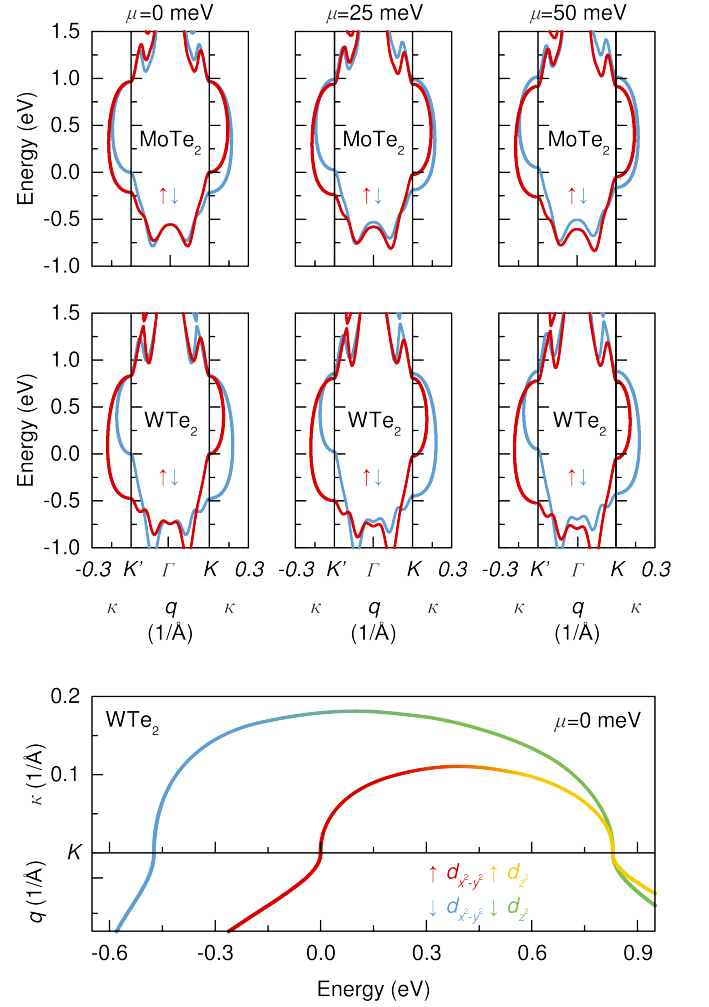 μ=0 meV μ=25 meV μ=50 meV
1.5
1.0
0.5
0.0
-0.5
-1.0
Energy (eV)
MoTe2 MoTe2 MoTe2
↑↓ ↑↓ ↑↓
1.5
1.0
0.5
0.0
-0.5
-1.0
Energy (eV)
WTe2 WTe2 WTe2
↑↓ ↑↓ ↑↓
-0.3 K' Γ K 0.3 -0.3 K' Γ K 0.3 -0.3 K' Γ K 0.3
κ q κ κ q κ κ q κ
(1/Å) (1/Å) (1/Å)
0.2
0.1
K
κ (1/Å)
q (1/Å)
WTe2 μ=0 meV
↑ dx²-y² ↑ dz²
↓ dx²-y² ↓ dz²
-0.6 -0.3 0.0 0.3 0.6 0.9
Energy (eV)